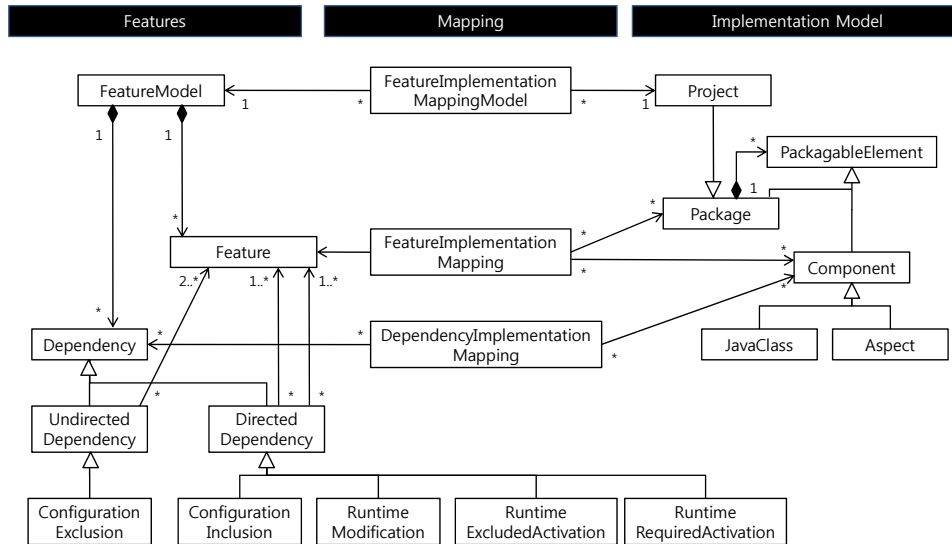 Features
Mapping
Implementation Model
FeatureModel
FeatureImplementation
MappingModel
Project
1
*
*
1
1
1
PackagableElement
*
1
Package
*
*
*
Feature
FeatureImplementation
Mapping
*
*
Component
2..*
1..*
1..*
*
*
*
Dependency
DependencyImplementation
Mapping
*
JavaClass
Aspect
*
*
*
Undirected
Dependency
Directed
Dependency
Configuration
Exclusion
Configuration
Inclusion
Runtime
Modification
Runtime
ExcludedActivation
Runtime
RequiredActivation